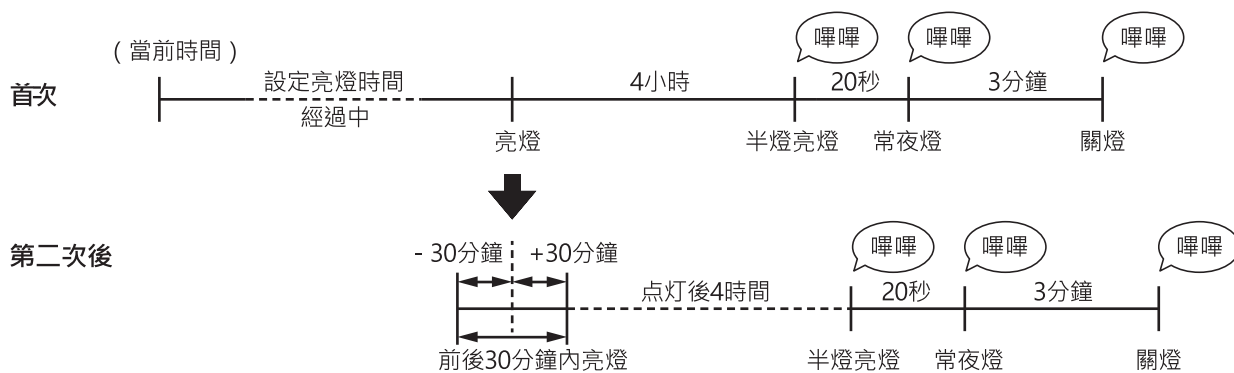 嗶嗶 嗶嗶 嗶嗶
( 當前時間 )
首次 設定亮燈時間 4小時 20秒 3分鐘
經過中
亮燈 半燈亮燈 常夜燈 關燈
第二次後 - 30分鐘 +30分鐘 嗶嗶 嗶嗶 嗶嗶
点灯後4時間 20秒 3分鐘
前後30分鐘內亮燈 半燈亮燈 常夜燈 關燈